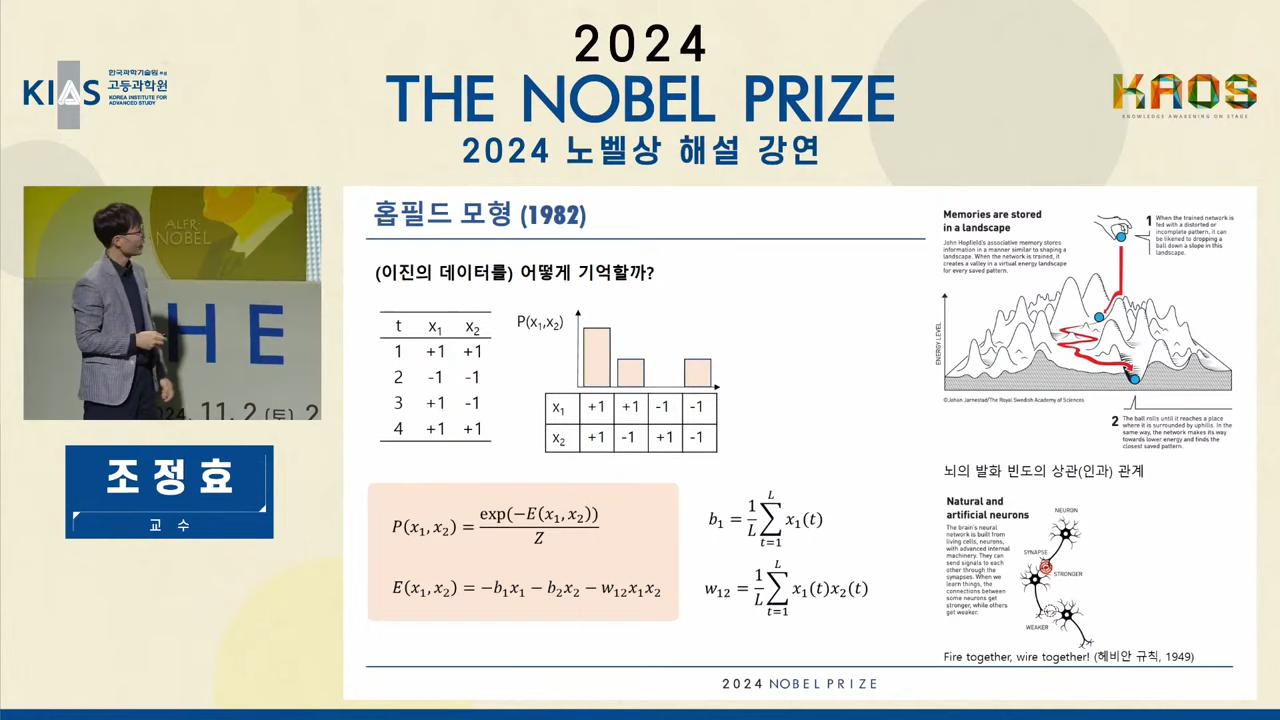 2024
THE NOBEL PRIZE
2024 노벨상 해설 강연
KIAS
한국과학기술원 부설
고등과학원
KOREA INSTITUTE FOR
ADVANCED STUDY
KAOS
KNOWLEDGE AWAKENING ON STAGE
ALFR·
NOBEL
HE
2024. 11. 2 (토) 2
조정효
교 수
홉필드 모형 (1982)
(이진의 데이터를) 어떻게 기억할까?
t x₁ x₂
1 +1 +1
2 -1 -1
3 +1 -1
4 +1 +1
P(x₁,x₂)
x₁ +1 +1 -1 -1
x₂ +1 -1 +1 -1
P(x₁, x₂) = exp(−E(x₁, x₂)) / Z
E(x₁, x₂) = −b₁x₁ − b₂x₂ − w₁₂x₁x₂
b₁ = 1/L ∑ t=1 L x₁(t)
w₁₂ = 1/L ∑ t=1 L x₁(t)x₂(t)
Memories are stored
in a landscape
John Hopfield's associative memory stores
information in a manner similar to shaping a
landscape. When the network is trained, it
creates a valley in a virtual energy landscape
for every saved pattern.
1 When the trained network is
fed with a distorted or
incomplete pattern, it can
be likened to dropping a
ball down a slope in this
landscape.
ENERGY LEVEL
©Johan Jarnestad/The Royal Swedish Academy of Sciences
2 The ball rolls until it reaches a place
where it is surrounded by uphills. In the
same way, the network makes its way
towards lower energy and finds the
closest saved pattern.
뇌의 발화 빈도의 상관(인과) 관계
Natural and
artificial neurons
The brain's neural
network is built from
living cells, neurons,
with advanced internal
machinery. They can
send signals to each
other through the
synapses. When we
learn things, the
connections between
some neurons get
stronger, while others
get weaker.
NEURON
SYNAPSE
STRONGER
WEAKER
Fire together, wire together! (헤비안 규칙, 1949)
2024 NOBEL PRIZE